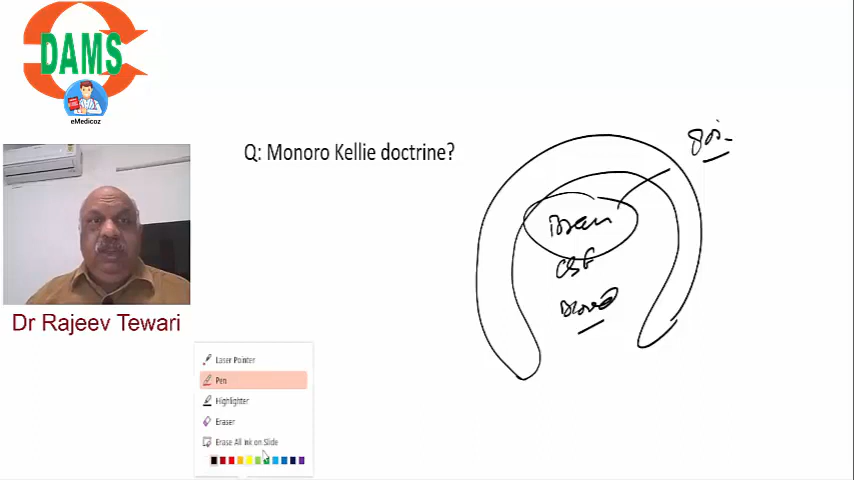 DAMS
eMedicoz
Q: Monoro Kellie doctrine?
Brain
CSF
Blood
Dr Rajeev Tewari
Laser Pointer
Pen
Highlighter
Eraser
Erase All Ink on Slide